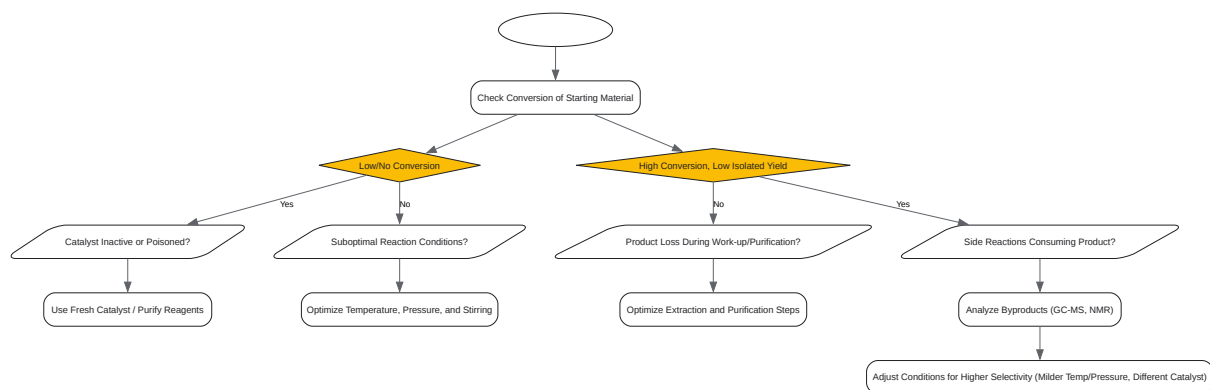 Check Conversion of Starting Material
Low/No Conversion
High Conversion, Low Isolated Yield
Yes
No
No
Yes
Catalyst Inactive or Poisoned?
Suboptimal Reaction Conditions?
Product Loss During Work-up/Purification?
Side Reactions Consuming Product?
Use Fresh Catalyst / Purify Reagents
Optimize Temperature, Pressure, and Stirring
Optimize Extraction and Purification Steps
Analyze Byproducts (GC-MS, NMR)
Adjust Conditions for Higher Selectivity (Milder Temp/Pressure, Different Catalyst)